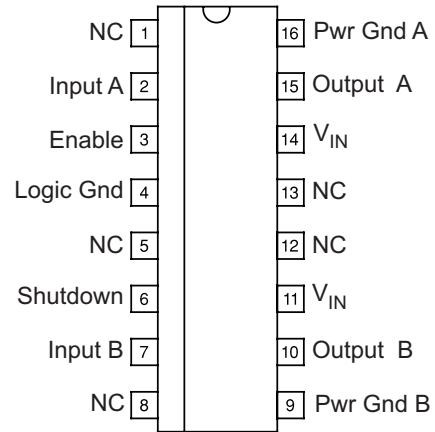 NC 1 16 Pwr Gnd A
Input A 2 15 Output A
Enable 3 14 VIN
Logic Gnd 4 13 NC
NC 5 12 NC
Shutdown 6 11 VIN
Input B 7 10 Output B
NC 8 9 Pwr Gnd B